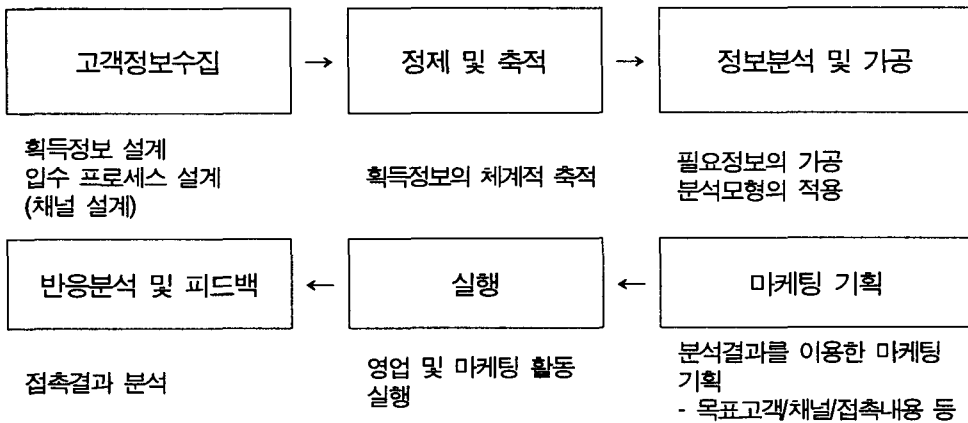 고객정보수집 → 정제 및 축적 → 정보분석 및 가공
획득정보 설계
입수 프로세스 설계
(채널 설계)
획득정보의 체계적 축적
필요정보의 가공
분석모형의 적용
반응분석 및 피드백 ← 실행 ← 마케팅 기획
접촉결과 분석
영업 및 마케팅 활동
실행
분석결과를 이용한 마케팅
기획
- 목표고객/채널/접촉내용 등